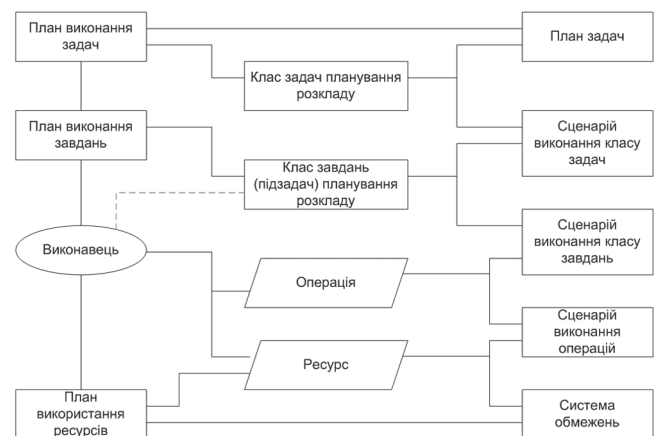 План виконання
задач
План задач
Клас задач планування
розкладу
План виконання
завдань
Сценарій
виконання класу
задач
Клас завдань
(підзадач) планування
розкладу
Виконавець
Сценарій
виконання класу
завдань
Операція
Сценарій
виконання
операцій
Ресурс
План
використання
ресурсів
Система
обмежень